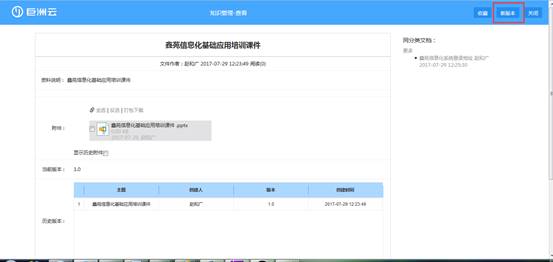 巨洲云
知识管理-查看
收藏 新版本 关闭
鑫苑信息化基础应用培训课件
文件作者：赵和广 2017-07-29 12:23:49 阅读(0)
资料说明： 鑫苑信息化基础应用培训课件
附件：
全选 | 反选 | 打包下载
鑫苑信息化基础应用培训课件 .pptx
2017-07-29 赵和广
显示历史附件
当前版本： 1.0
历史版本：
主题 创建人 版本 创建时间
1 鑫苑信息化基础应用培训课件 赵和广 1.0 2017-07-29 12:23:49
同分类文档：
更多
鑫苑信息化系统登录地址 赵和广
2017-07-29 12:25:30